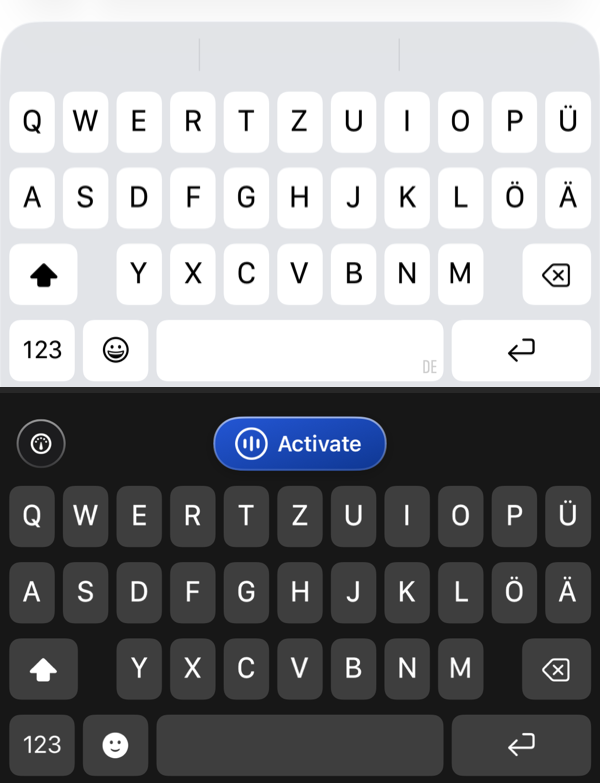 Q W E R T Z U I O P Ü
A S D F G H J K L Ö Ä
Y X C V B N M
123
DE
Activate
Q W E R T Z U I O P Ü
A S D F G H J K L Ö Ä
Y X C V B N M
123